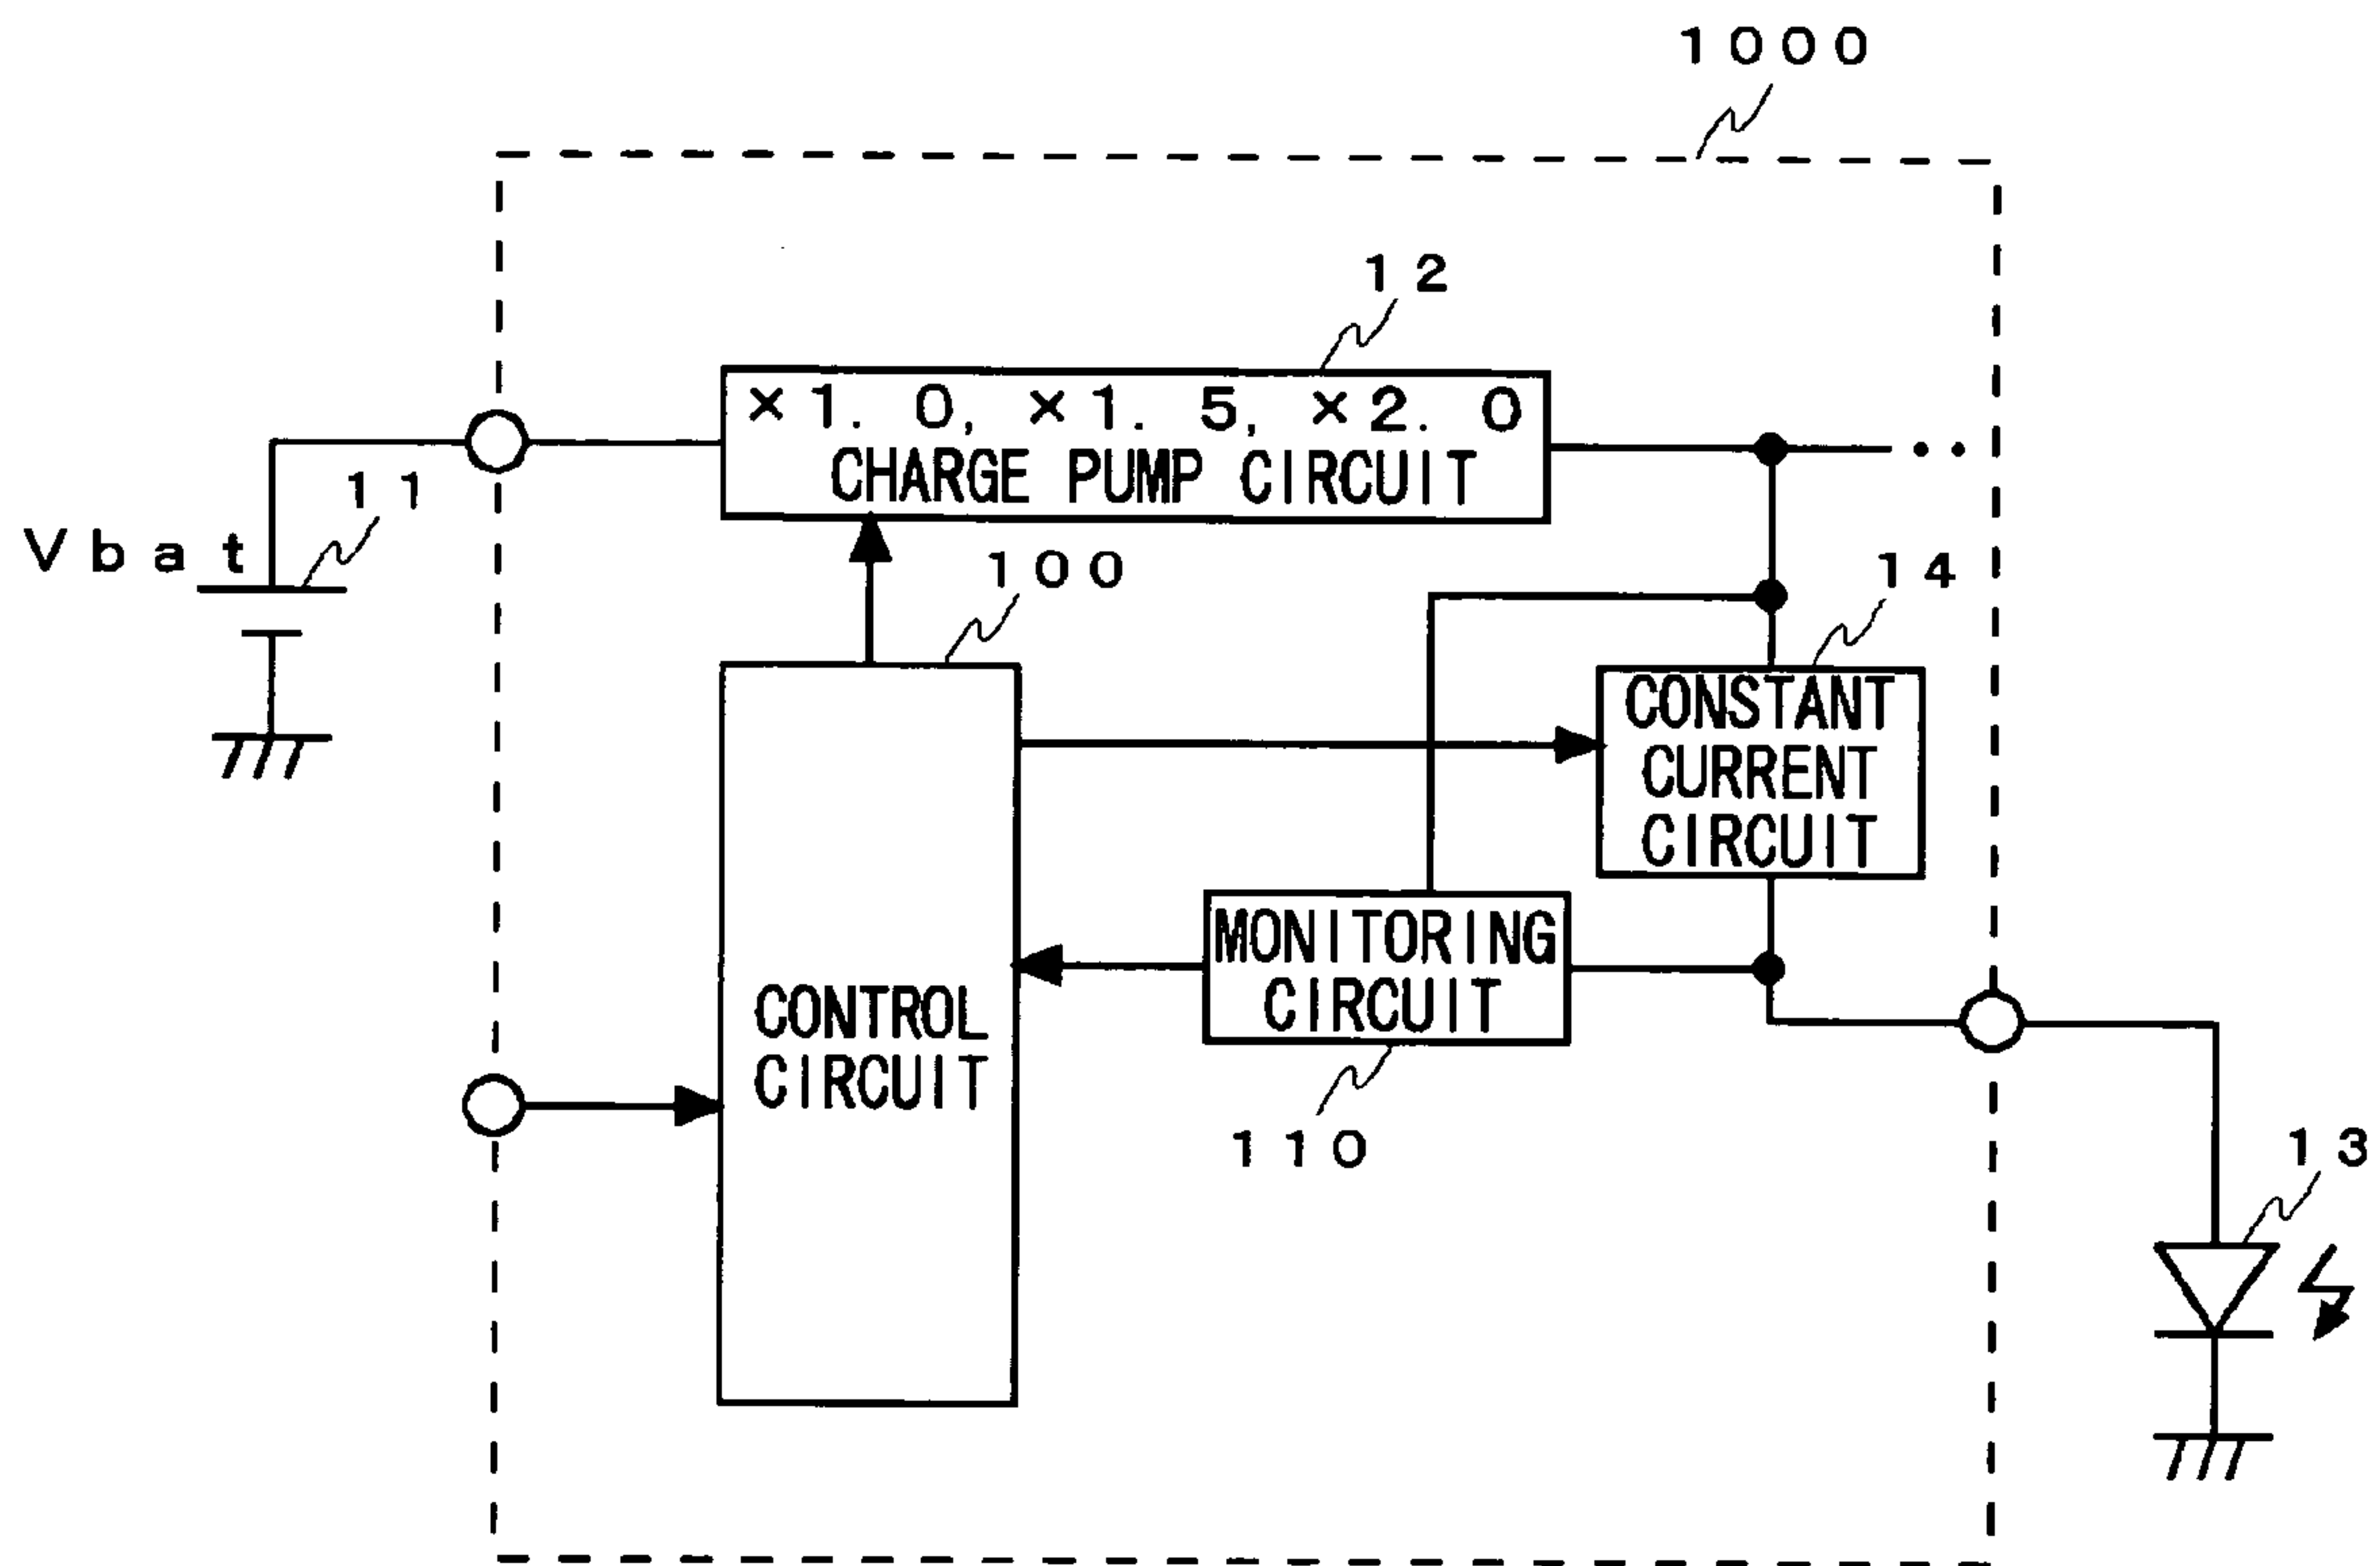 1000
12
×1.0, ×1.5, ×2.0
CHARGE PUMP CIRCUIT
11
Vbat
100
14
CONSTANT
CURRENT
CIRCUIT
MONITORING
CIRCUIT
CONTROL
CIRCUIT
110
13